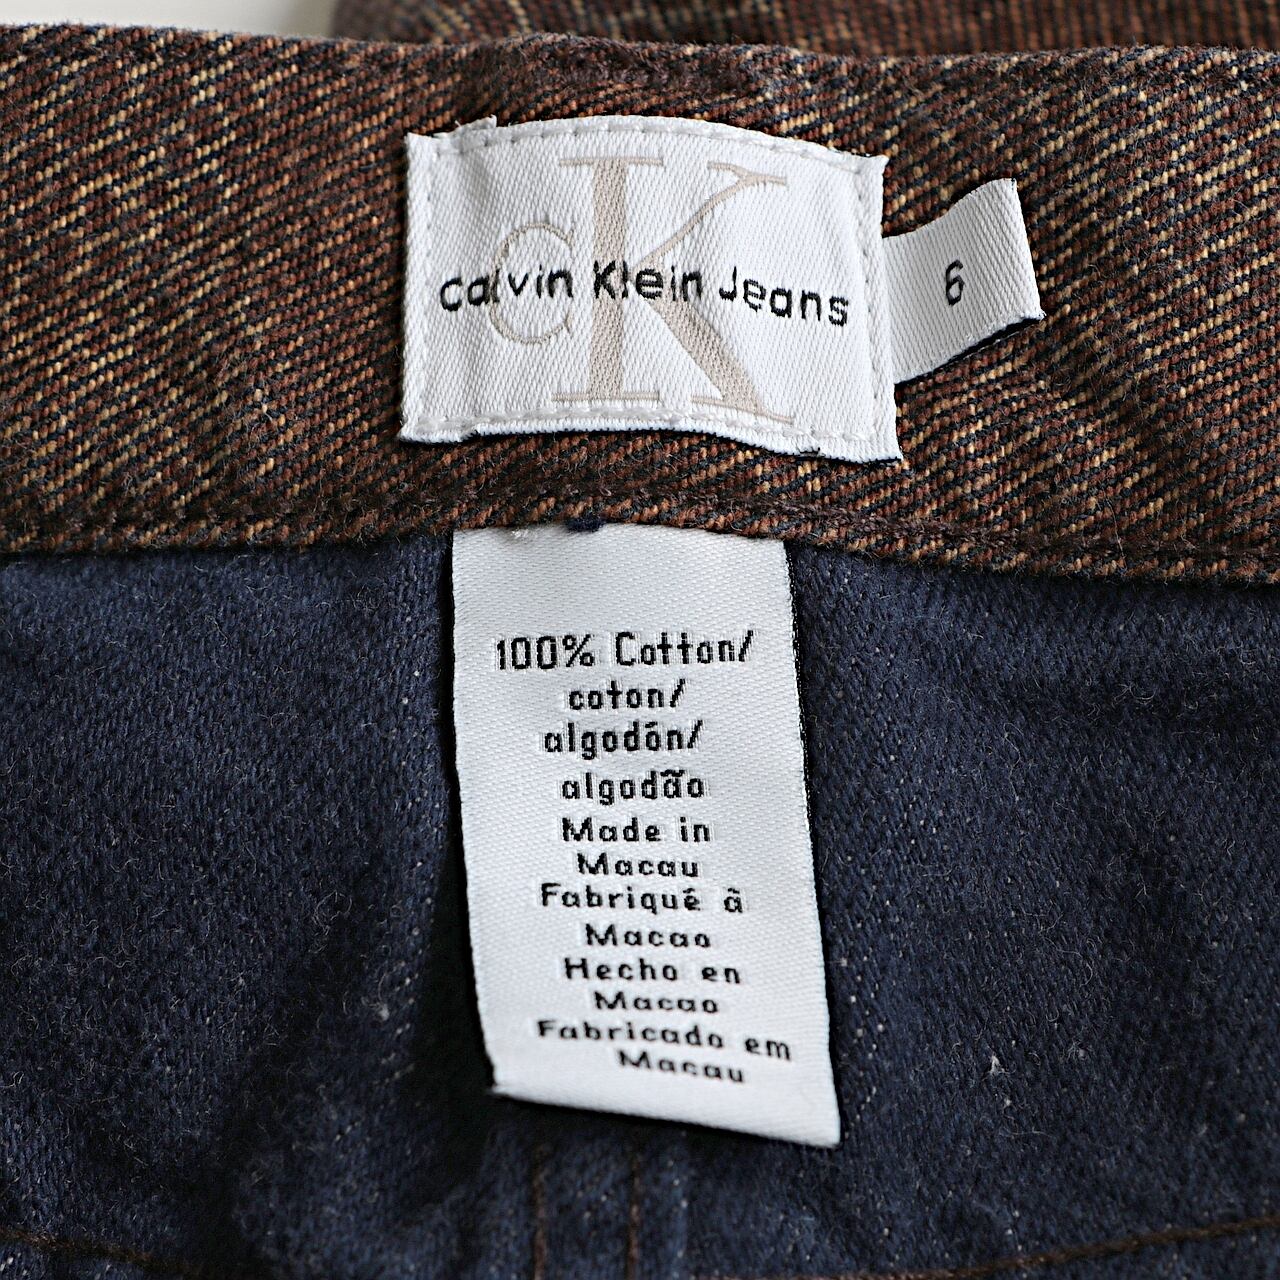 cK
Calvin Klein Jeans
6
100% Cotton/
coton/
algodón/
algodão
Made in
Macau
Fabriqué à
Macao
Hecho en
Macao
Fabricado em
Macau